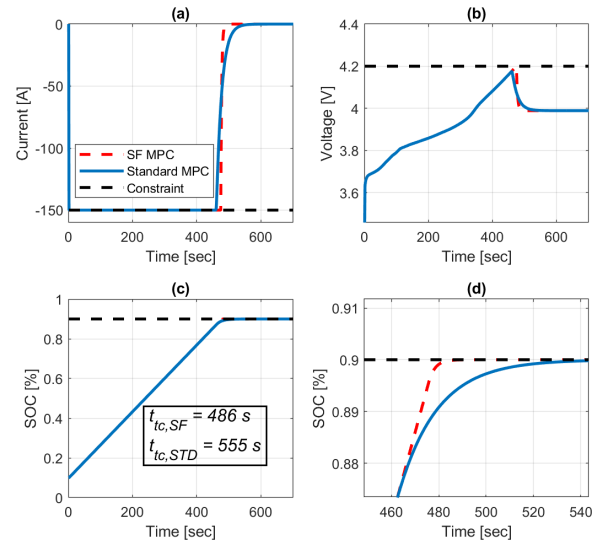 (a)
0
-50
-100
-150
Current [A]
SF MPC
Standard MPC
Constraint
0
200
400
600
Time [sec]
(b)
4.4
4.2
4
3.8
3.6
Voltage [V]
0
200
400
600
Time [sec]
(c)
1
0.8
0.6
0.4
0.2
0
SOC [%]
t_tc,SF = 486 s
t_tc,STD = 555 s
0
200
400
600
Time [sec]
(d)
0.91
0.9
0.89
0.88
SOC [%]
460
480
500
520
540
Time [sec]